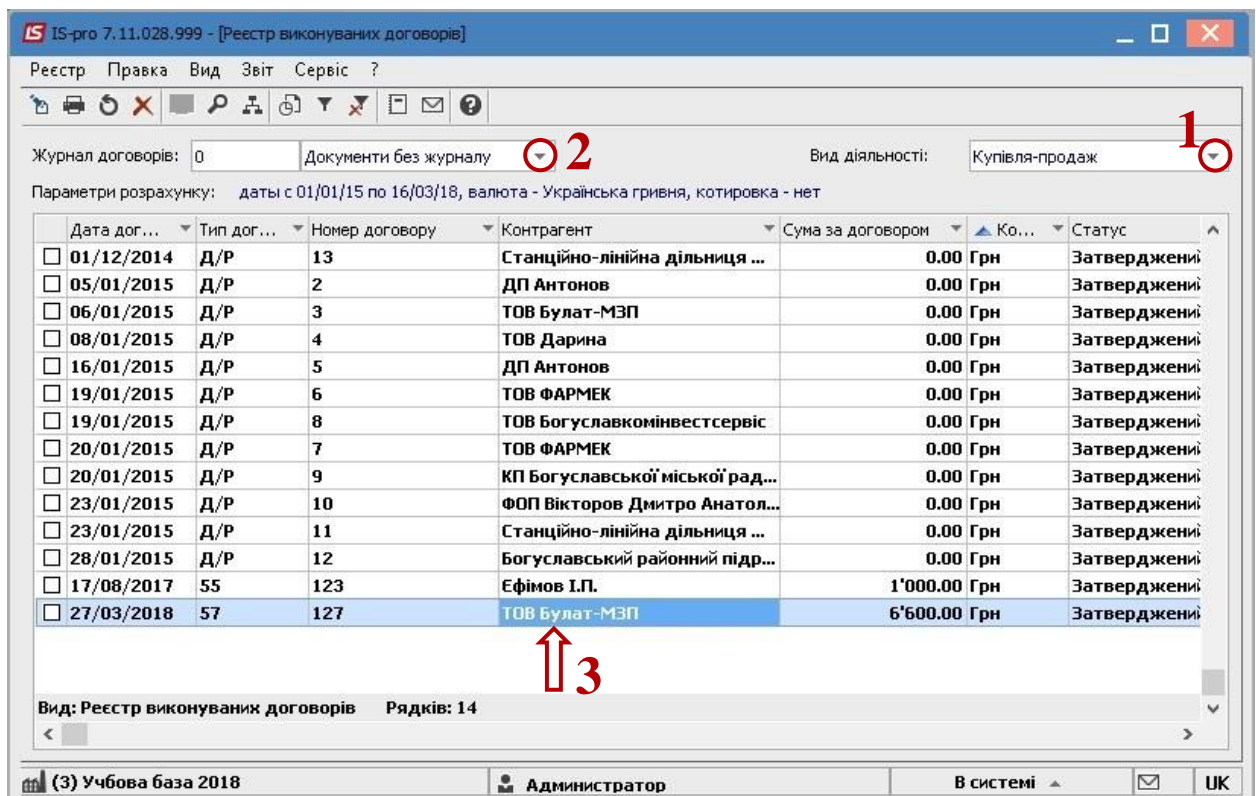 IS-pro 7.11.028.999 - [Реєстр виконуваних договорів]
Реєстр Правка Вид Звіт Сервіс ?
1
Журнал договорів: 0 Документи без журналу 2 Вид діяльності: Купівля-продаж
Параметри розрахунку: даты с 01/01/15 по 16/03/18, валюта - Українська гривня, котировка - нет
Дата дог... Тип дог... Номер договору Контрагент Сума за договором Ко... Статус
01/12/2014 Д/Р 13 Станційно-лінійна дільниця ... 0.00 Грн Затверджений
05/01/2015 Д/Р 2 ДП Антонов 0.00 Грн Затверджений
06/01/2015 Д/Р 3 ТОВ Булат-МЗП 0.00 Грн Затверджений
08/01/2015 Д/Р 4 ТОВ Дарина 0.00 Грн Затверджений
16/01/2015 Д/Р 5 ДП Антонов 0.00 Грн Затверджений
19/01/2015 Д/Р 6 ТОВ ФАРМЕК 0.00 Грн Затверджений
19/01/2015 Д/Р 8 ТОВ Богуславкомінвестсервіс 0.00 Грн Затверджений
20/01/2015 Д/Р 7 ТОВ ФАРМЕК 0.00 Грн Затверджений
20/01/2015 Д/Р 9 КП Богуславської міської рад... 0.00 Грн Затверджений
23/01/2015 Д/Р 10 ФОП Вікторов Дмитро Анатол... 0.00 Грн Затверджений
23/01/2015 Д/Р 11 Станційно-лінійна дільниця ... 0.00 Грн Затверджений
28/01/2015 Д/Р 12 Богуславський районний підр... 0.00 Грн Затверджений
17/08/2017 55 123 Єфімов І.П. 1'000.00 Грн Затверджений
27/03/2018 57 127 ТОВ Булат-МЗП 6'600.00 Грн Затверджений
3
Вид: Реєстр виконуваних договорів Рядків: 14
(3) Учбова база 2018 Администратор В системі UK